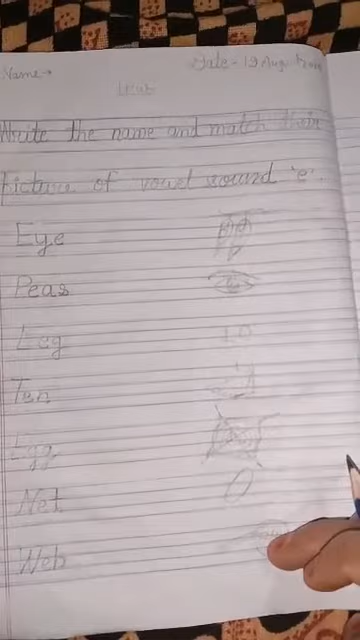 Name→ Date - 19 Aug
Write the name and match their
picture of vowel sound 'e'.
Eye
Peas
Leg 10
Ten
Egg
Net
Web